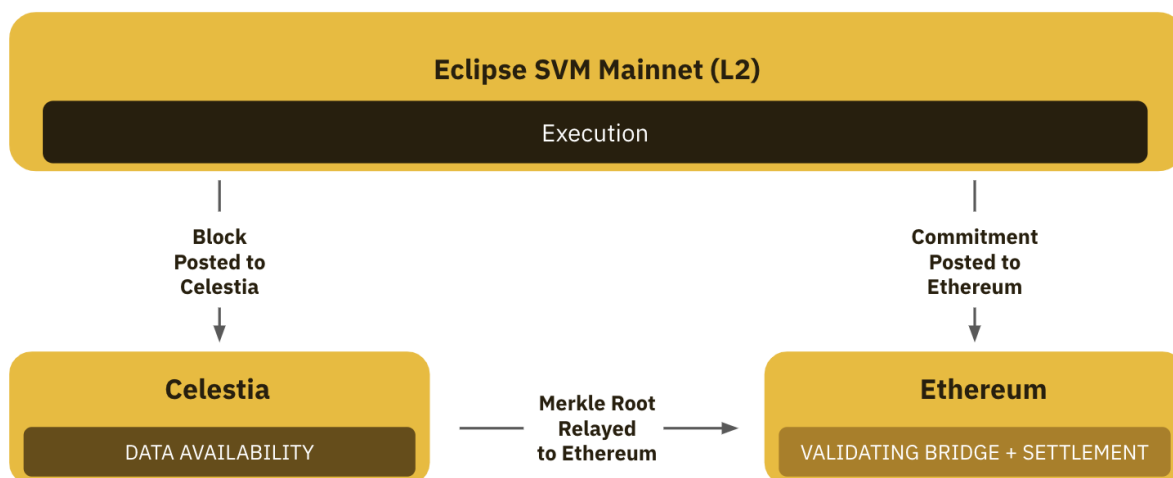 Eclipse SVM Mainnet (L2)
Execution
Block
Posted to
Celestia
Commitment
Posted to
Ethereum
Celestia
DATA AVAILABILITY
Merkle Root
Relayed
to Ethereum
Ethereum
VALIDATING BRIDGE + SETTLEMENT